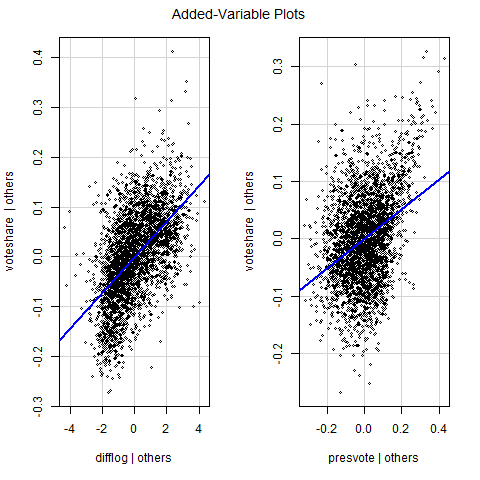 Added-Variable Plots
voteshare | others
0.4
0.3
0.2
0.1
0.0
-0.1
-0.2
-0.3
-4 -2 0 2 4
difflog | others
voteshare | others
0.3
0.2
0.1
0.0
-0.1
-0.2
-0.2 0.0 0.2 0.4
presvote | others